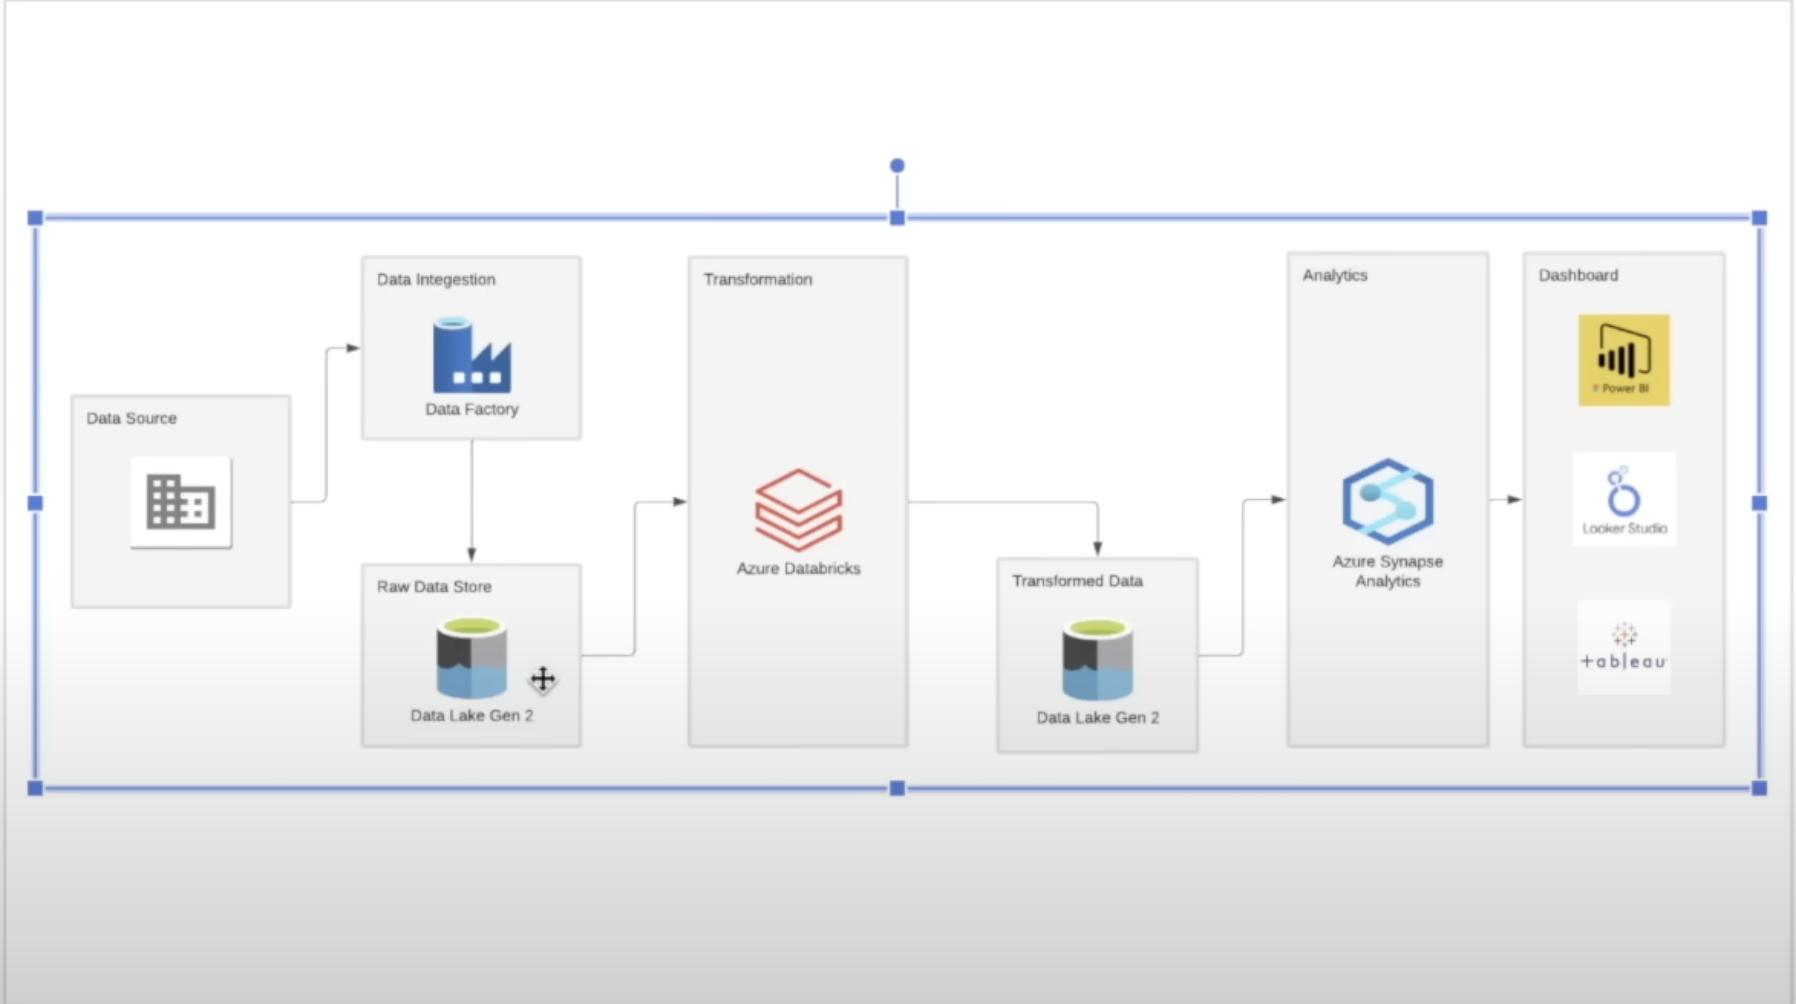 Data Source
Data Integestion
Data Factory
Raw Data Store
Data Lake Gen 2
Transformation
Azure Databricks
Transformed Data
Data Lake Gen 2
Analytics
Azure Synapse
Analytics
Dashboard
Power BI
Looker Studio
+ableau